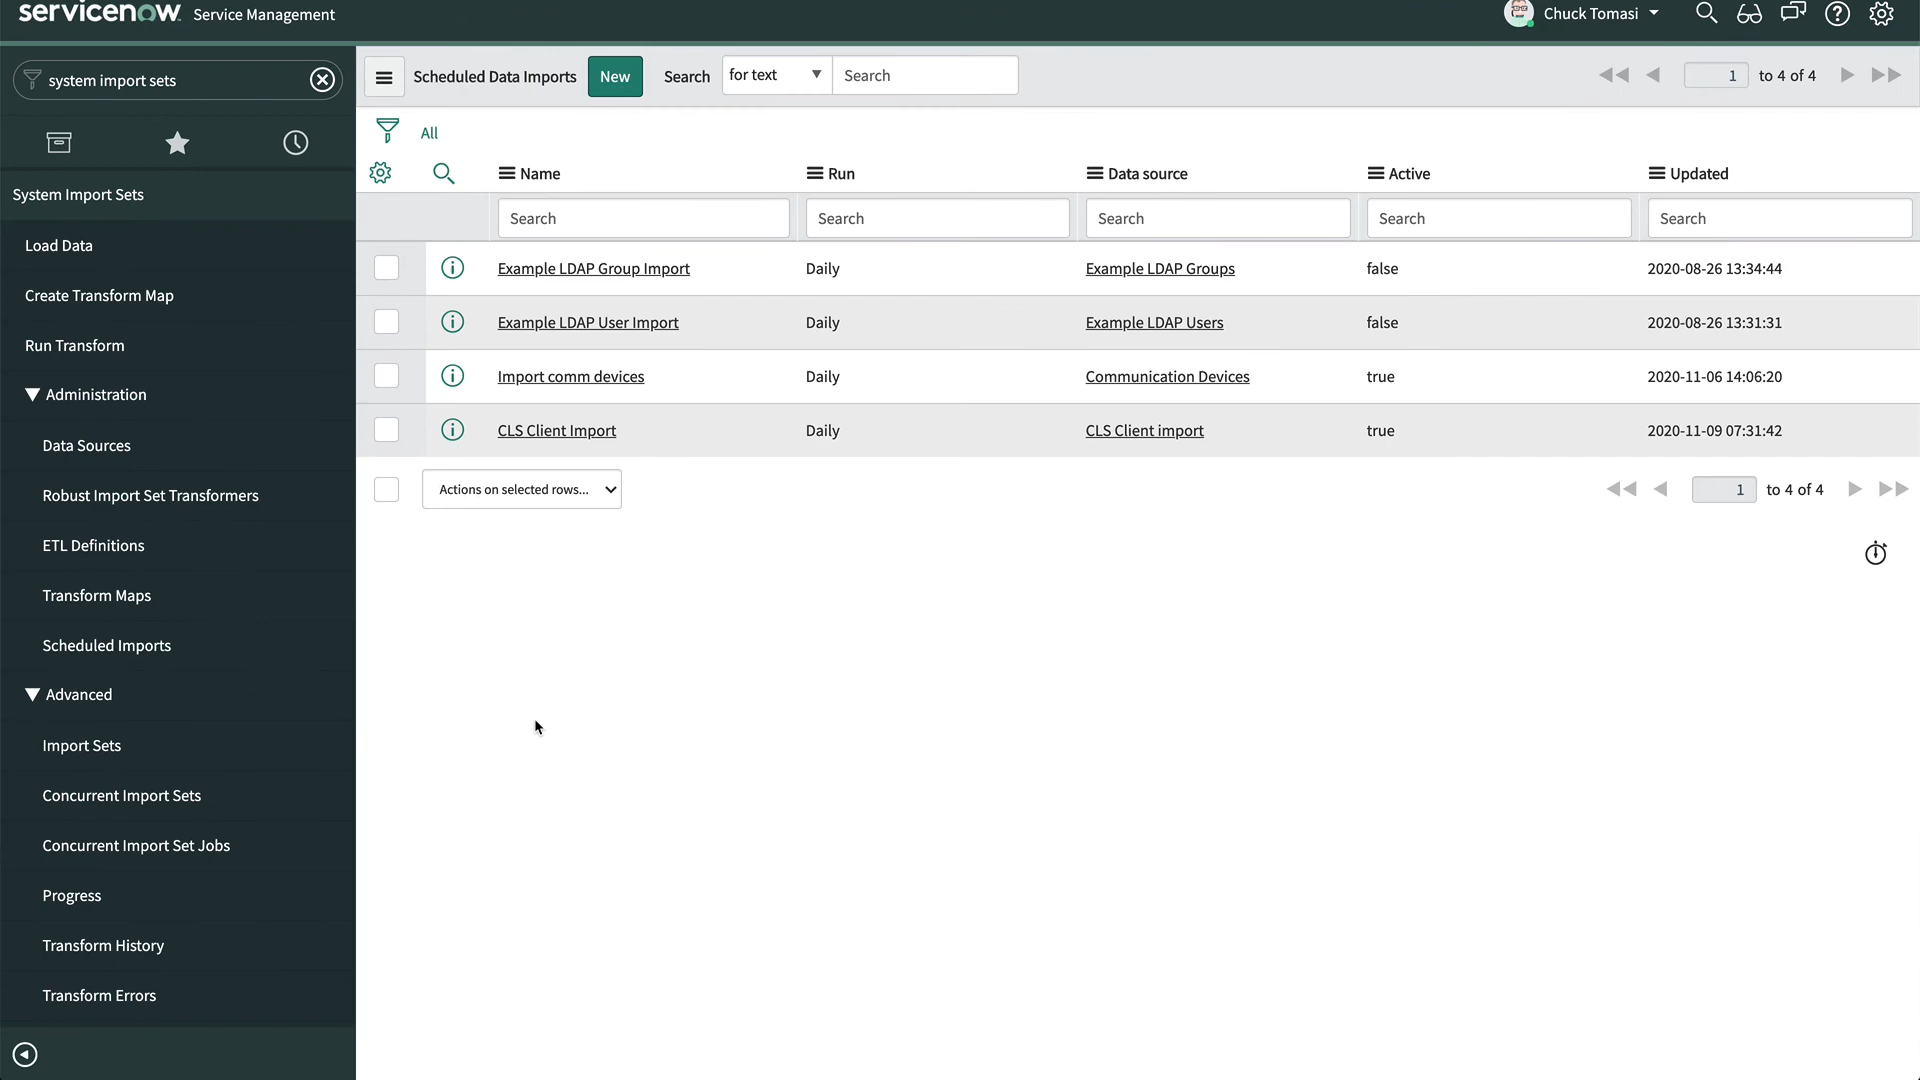 servicenow Service Management
Chuck Tomasi
system import sets
System Import Sets
Load Data
Create Transform Map
Run Transform
Administration
Data Sources
Robust Import Set Transformers
ETL Definitions
Transform Maps
Scheduled Imports
Advanced
Import Sets
Concurrent Import Sets
Concurrent Import Set Jobs
Progress
Transform History
Transform Errors
Scheduled Data Imports New Search for text Search 1 to 4 of 4
All
Name Run Data source Active Updated
Search Search Search Search Search
Example LDAP Group Import Daily Example LDAP Groups false 2020-08-26 13:34:44
Example LDAP User Import Daily Example LDAP Users false 2020-08-26 13:31:31
Import comm devices Daily Communication Devices true 2020-11-06 14:06:20
CLS Client Import Daily CLS Client import true 2020-11-09 07:31:42
Actions on selected rows... 1 to 4 of 4